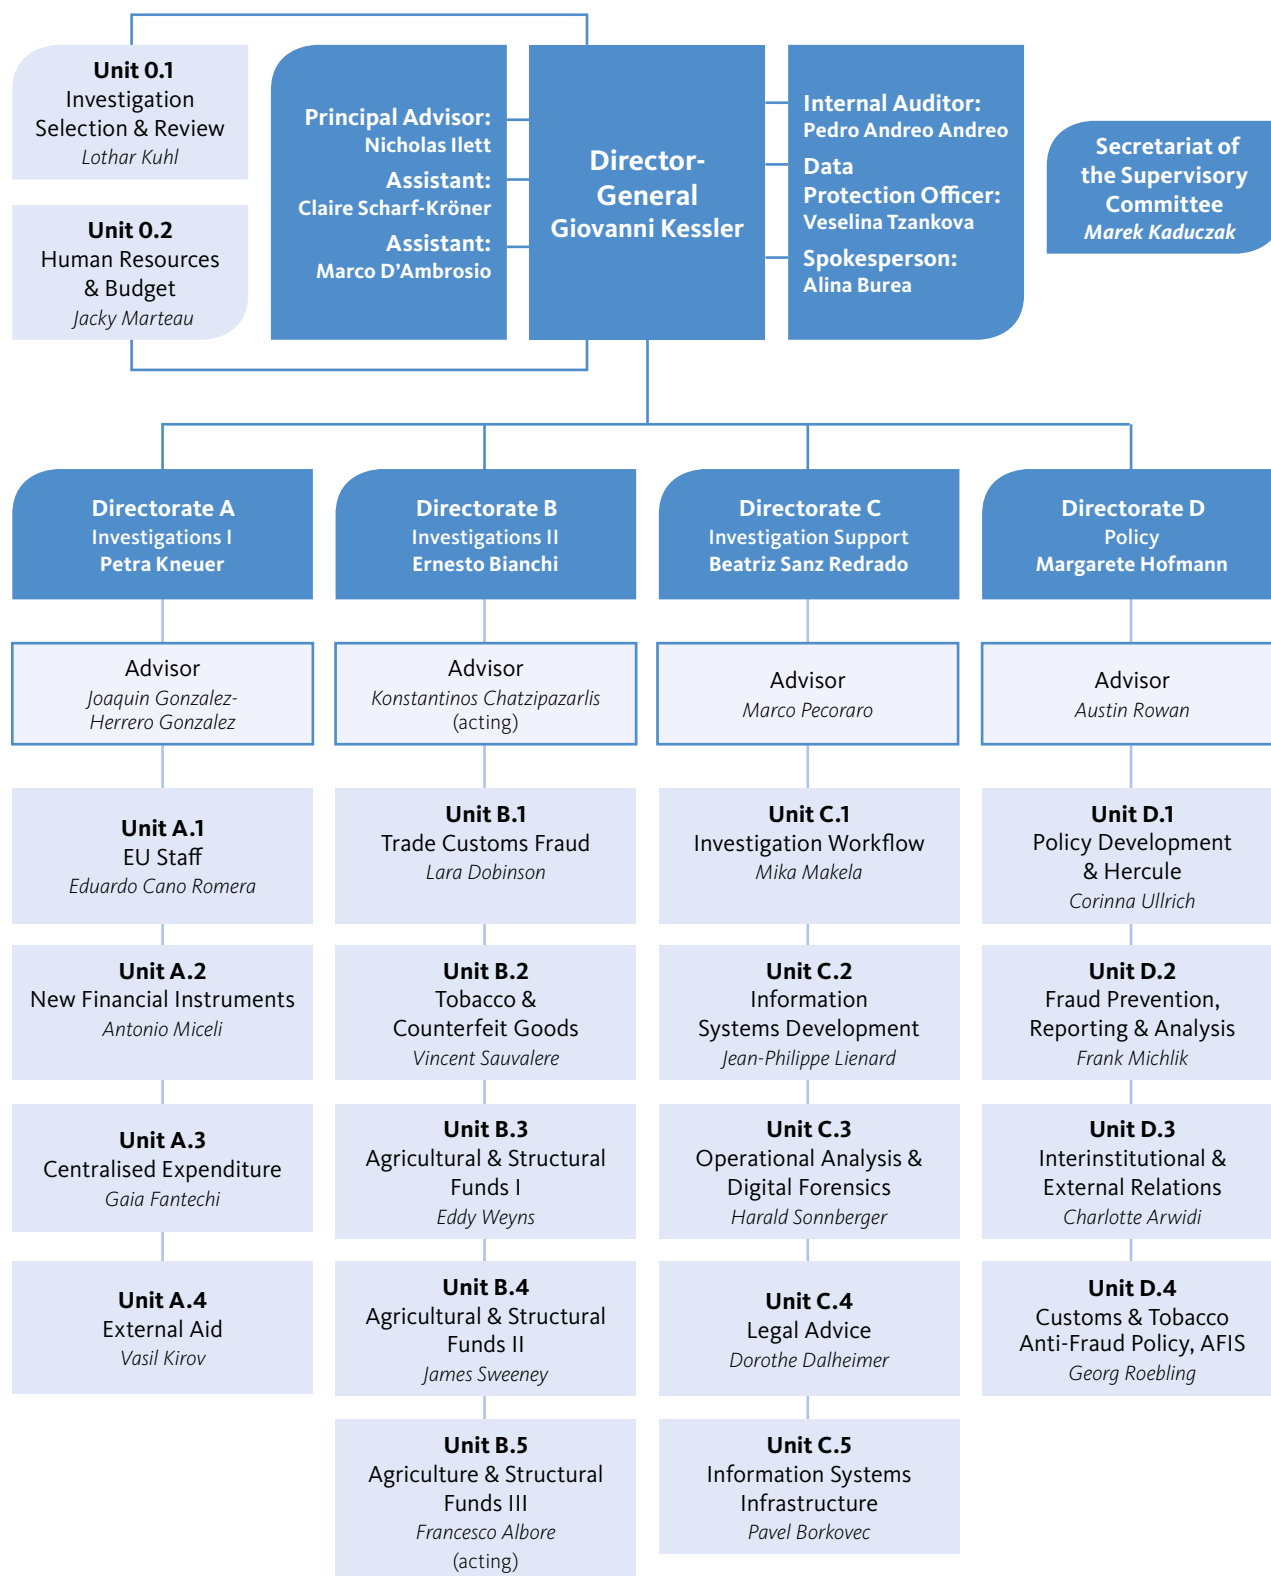 Unit 0.1
Investigation
Selection & Review
Lothar Kuhl
Unit 0.2
Human Resources
& Budget
Jacky Marteau
Principal Advisor:
Nicholas Ilett
Assistant:
Claire Scharf-Kröner
Assistant:
Marco D'Ambrosio
Director-
General
Giovanni Kessler
Internal Auditor:
Pedro Andreo Andreo
Data
Protection Officer:
Veselina Tzankova
Spokesperson:
Alina Burea
Secretariat of
the Supervisory
Committee
Marek Kaduczak
Directorate A
Investigations I
Petra Kneuer
Advisor
Joaquin Gonzalez-
Herrero Gonzalez
Unit A.1
EU Staff
Eduardo Cano Romera
Unit A.2
New Financial Instruments
Antonio Miceli
Unit A.3
Centralised Expenditure
Gaia Fantechi
Unit A.4
External Aid
Vasil Kirov
Directorate B
Investigations II
Ernesto Bianchi
Advisor
Konstantinos Chatzipazarlis
(acting)
Unit B.1
Trade Customs Fraud
Lara Dobinson
Unit B.2
Tobacco &
Counterfeit Goods
Vincent Sauvalere
Unit B.3
Agricultural & Structural
Funds I
Eddy Weyns
Unit B.4
Agricultural & Structural
Funds II
James Sweeney
Unit B.5
Agriculture & Structural
Funds III
Francesco Albore
(acting)
Directorate C
Investigation Support
Beatriz Sanz Redrado
Advisor
Marco Pecoraro
Unit C.1
Investigation Workflow
Mika Makela
Unit C.2
Information
Systems Development
Jean-Philippe Lienard
Unit C.3
Operational Analysis &
Digital Forensics
Harald Sonnberger
Unit C.4
Legal Advice
Dorothe Dalheimer
Unit C.5
Information Systems
Infrastructure
Pavel Borkovec
Directorate D
Policy
Margarete Hofmann
Advisor
Austin Rowan
Unit D.1
Policy Development
& Hercule
Corinna Ullrich
Unit D.2
Fraud Prevention,
Reporting & Analysis
Frank Michlik
Unit D.3
Interinstitutional &
External Relations
Charlotte Arwidi
Unit D.4
Customs & Tobacco
Anti-Fraud Policy, AFIS
Georg Roebling